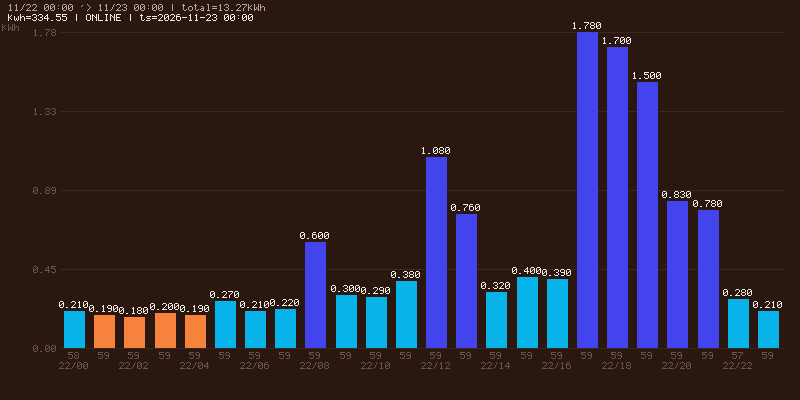 11/22 00:00 -> 11/23 00:00 | total=13.27kWh
Kwh=334.55 | ONLINE | ts=2026-11-23 00:00
kWh
1.78
1.33
0.89
0.45
0.00
0.210 0.190 0.180 0.200 0.190 0.270 0.210 0.220 0.600 0.300 0.290 0.380 1.080 0.760 0.320 0.400 0.390 1.780 1.700 1.500 0.830 0.780 0.280 0.210
58 59 59 59 59 59 59 59 59 59 59 59 59 59 59 59 59 59 59 59 59 59 57 59
22/00 22/02 22/04 22/06 22/08 22/10 22/12 22/14 22/16 22/18 22/20 22/22